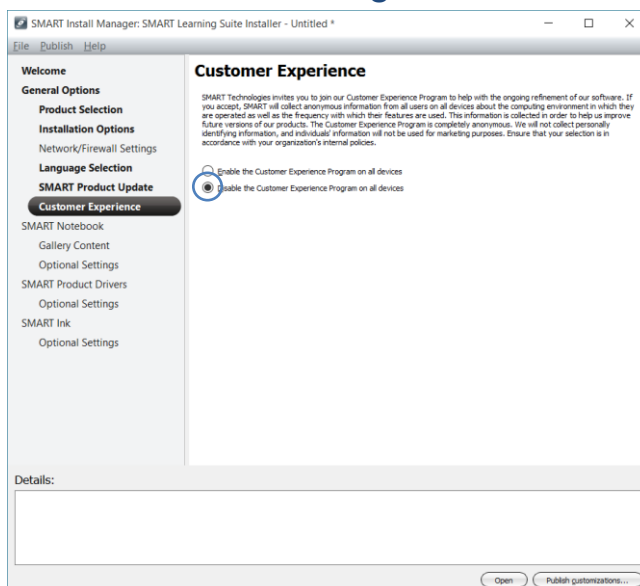 SMART Install Manager: SMART Learning Suite Installer - Untitled *
File Publish Help
Welcome
General Options
Product Selection
Installation Options
Network/Firewall Settings
Language Selection
SMART Product Update
Customer Experience
SMART Notebook
Gallery Content
Optional Settings
SMART Product Drivers
Optional Settings
SMART Ink
Optional Settings
Customer Experience
SMART Technologies invites you to join our Customer Experience Program to help with the ongoing refinement of our software. If
you accept, SMART will collect anonymous information from all users on all devices about the computing environment in which they
are operated as well as the frequency with which their features are used. This information is collected in order to help us improve
future versions of our products. The Customer Experience Program is completely anonymous. We will not collect personally
identifying information, and individuals' information will not be used for marketing purposes. Ensure that your selection is in
accordance with your organization's internal policies.
Enable the Customer Experience Program on all devices
Disable the Customer Experience Program on all devices
Details:
Open Publish customizations...